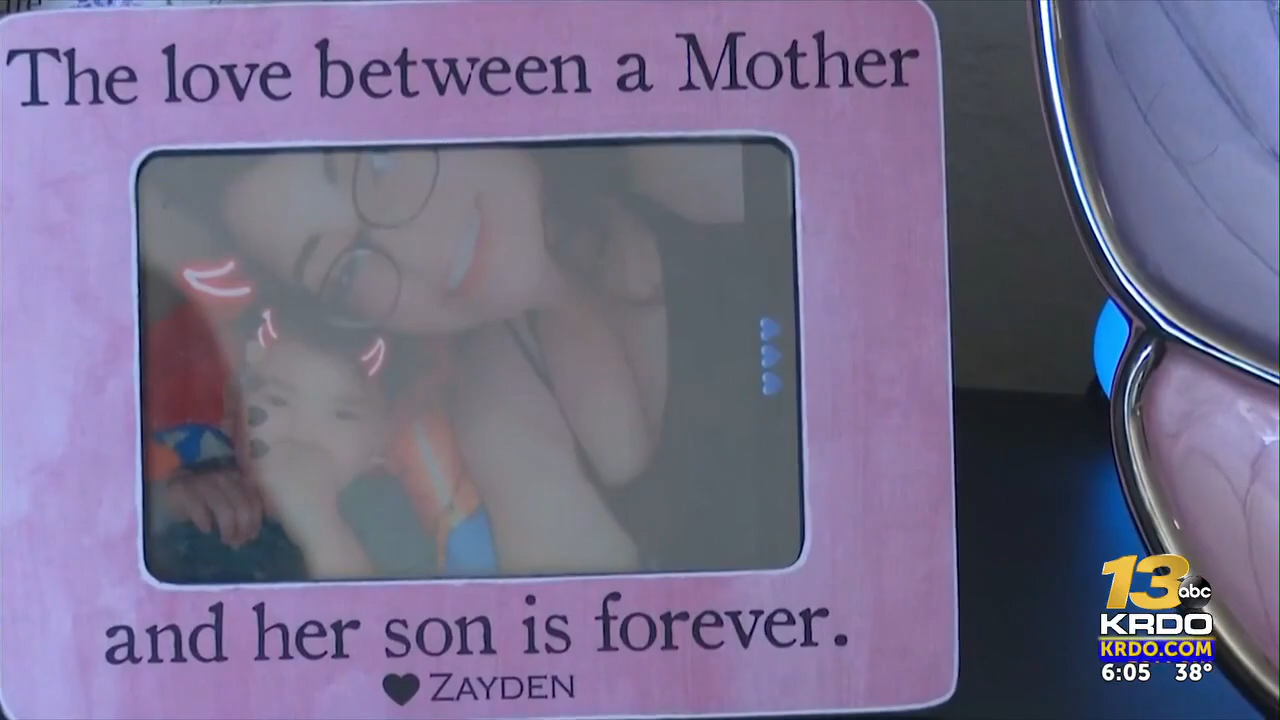 The love between a Mother
and her son is forever.
♥ ZAYDEN
13 abc
KRDO
KRDO.COM
6:05 38°